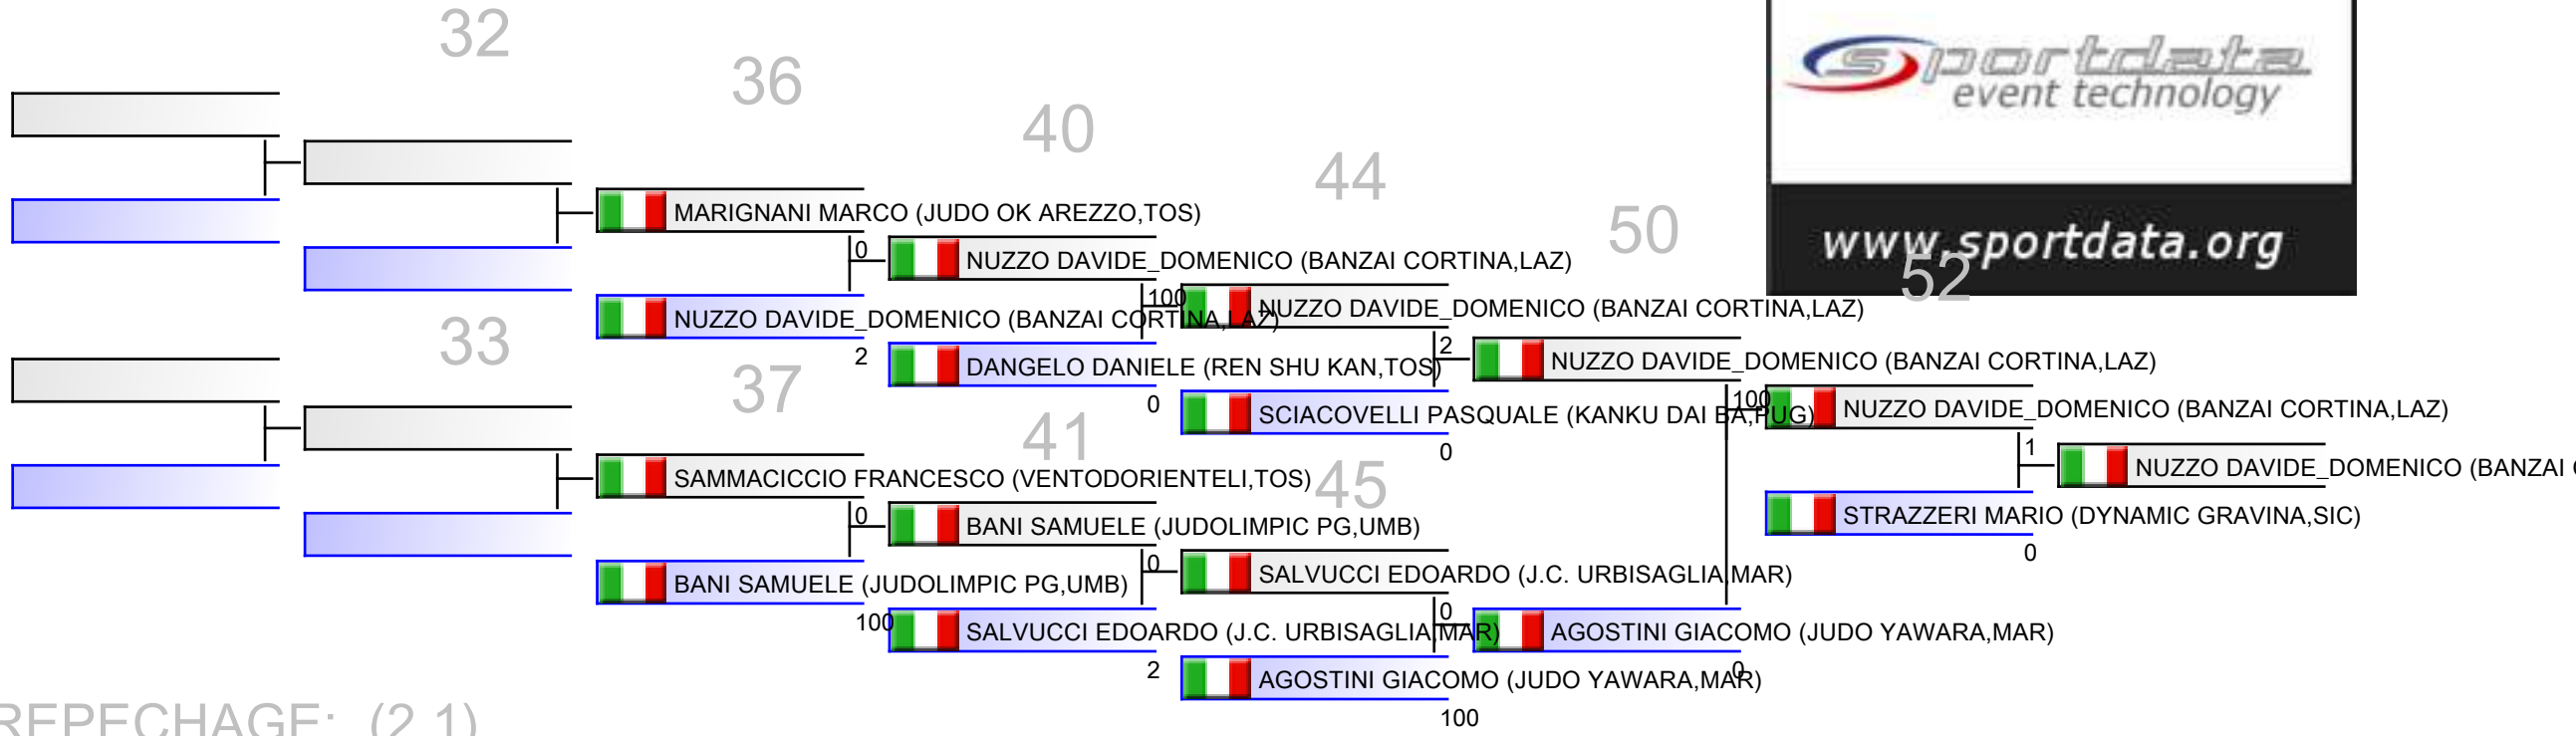 32
36
40
44
50
sportdata
event technology
www.sportdata.org
52
MARIGNANI MARCO (JUDO OK AREZZO,TOS)
0
NUZZO DAVIDE_DOMENICO (BANZAI CORTINA,LAZ)
NUZZO DAVIDE_DOMENICO (BANZAI CORTINA,LAZ)
2
100
NUZZO DAVIDE_DOMENICO (BANZAI CORTINA,LAZ)
DANGELO DANIELE (REN SHU KAN,TOS)
0
2
NUZZO DAVIDE_DOMENICO (BANZAI CORTINA,LAZ)
SCIACOVELLI PASQUALE (KANKU DAI BA,PUG)
0
100
NUZZO DAVIDE_DOMENICO (BANZAI CORTINA,LAZ)
1
NUZZO DAVIDE_DOMENICO (BANZAI
STRAZZERI MARIO (DYNAMIC GRAVINA,SIC)
0
33
37
41
45
SAMMACICCIO FRANCESCO (VENTODORIENTELI,TOS)
0
BANI SAMUELE (JUDOLIMPIC PG,UMB)
BANI SAMUELE (JUDOLIMPIC PG,UMB)
100
0
SALVUCCI EDOARDO (J.C. URBISAGLIA,MAR)
SALVUCCI EDOARDO (J.C. URBISAGLIA,MAR)
2
0
AGOSTINI GIACOMO (JUDO YAWARA,MAR)
0
AGOSTINI GIACOMO (JUDO YAWARA,MAR)
100
REPECHAGE: (2.1)